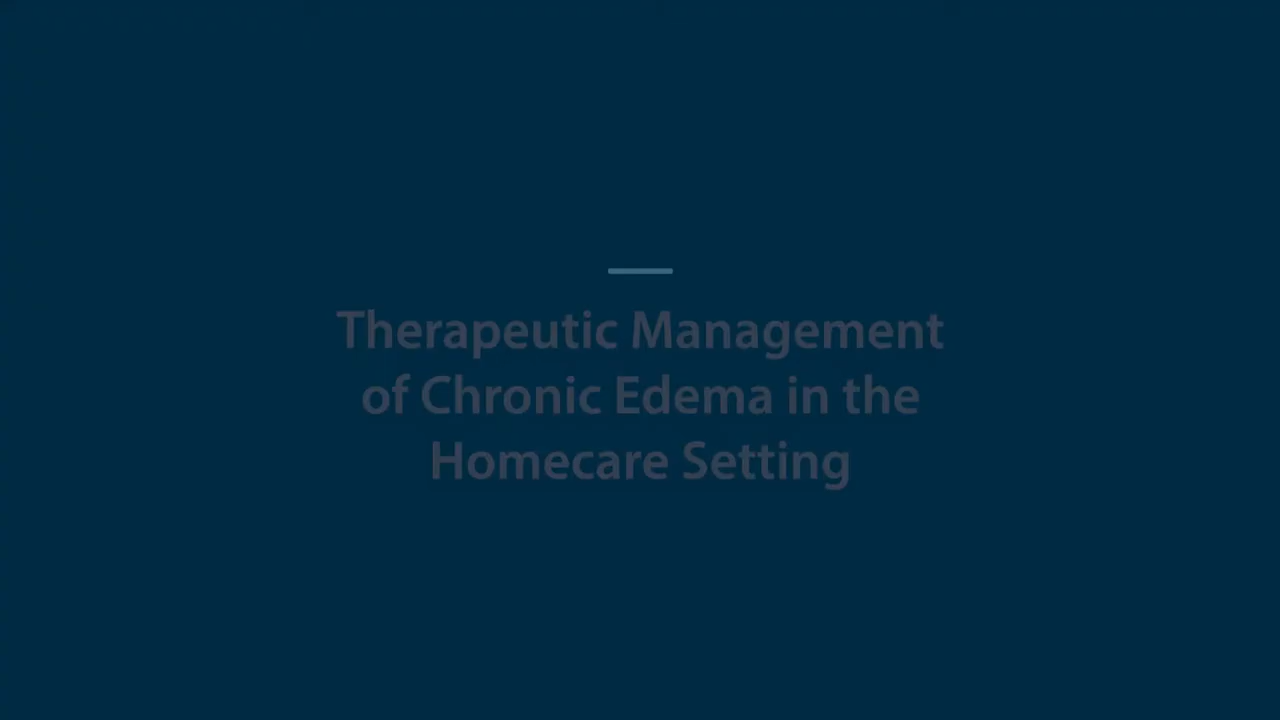 Therapeutic Management
of Chronic Edema in the
Homecare Setting